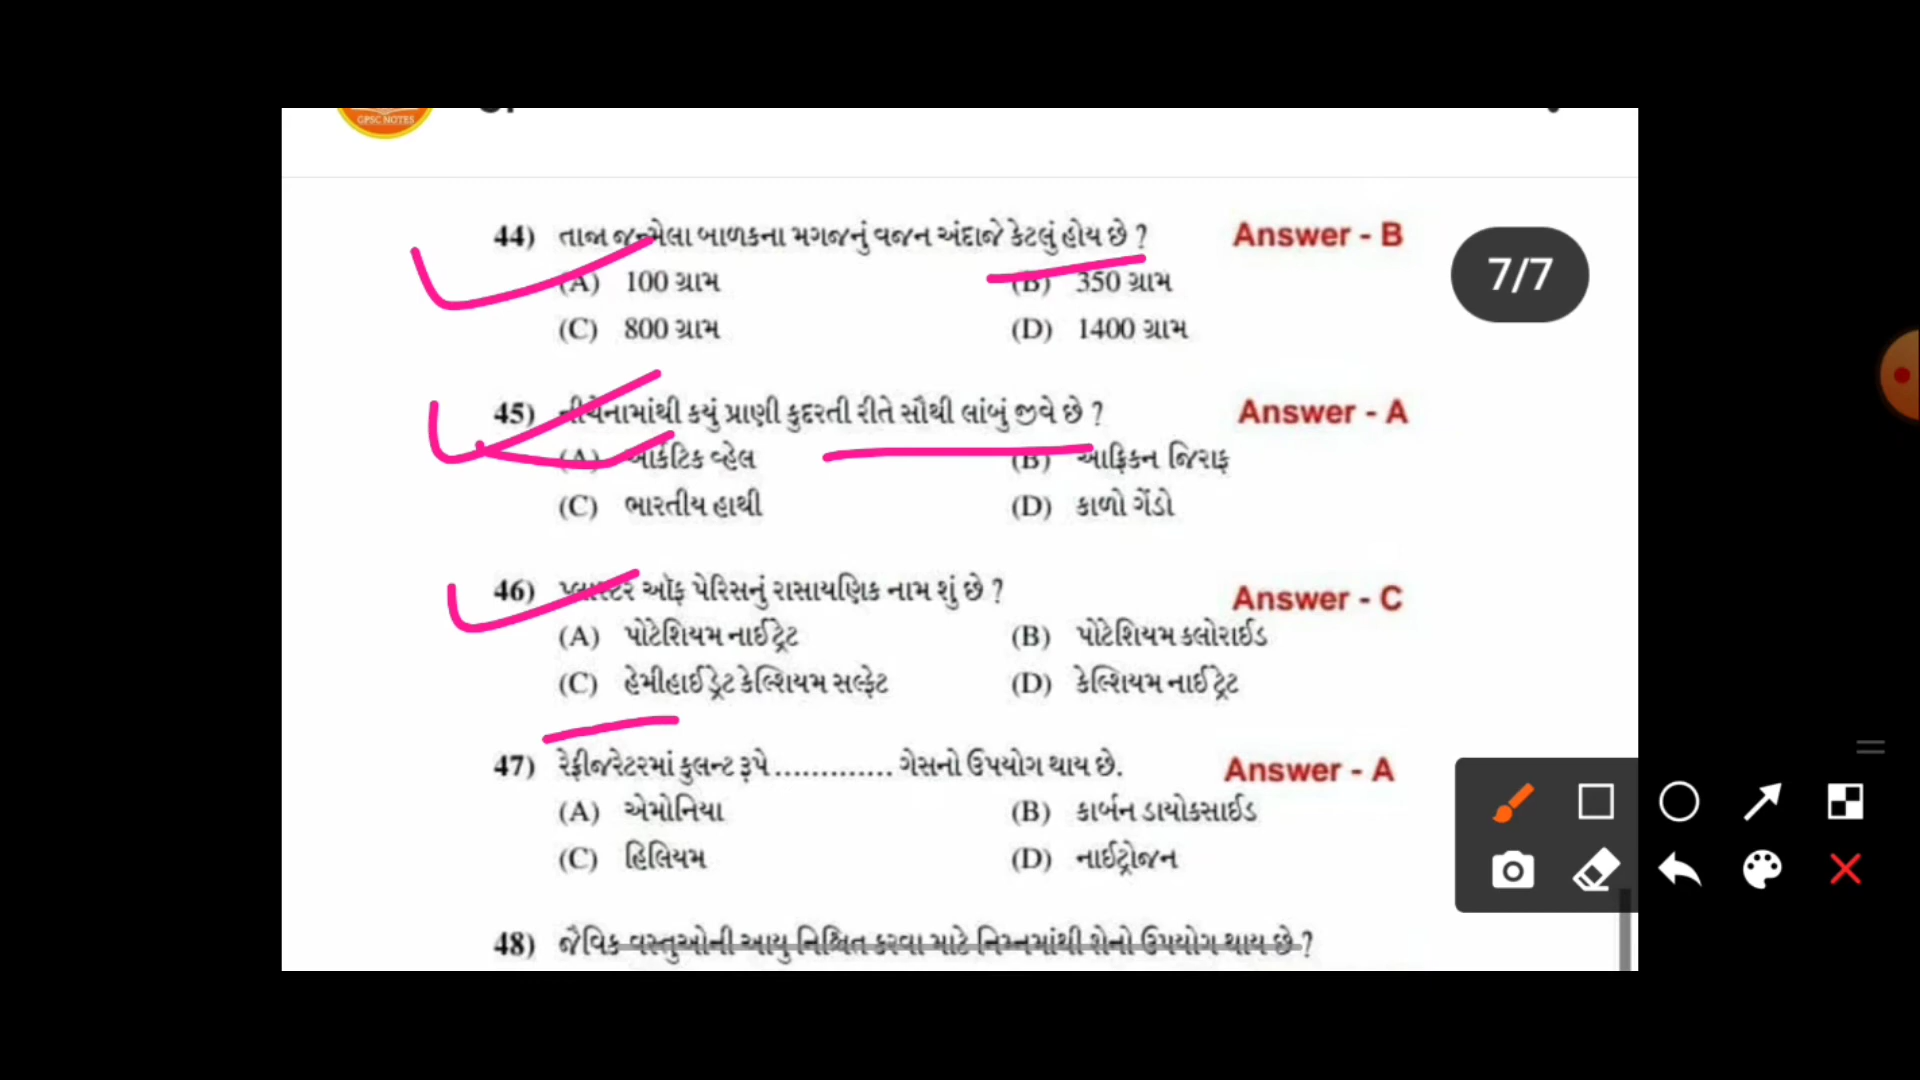 GPSC NOTES
44) તાજા જન્મેલા બાળકના મગજનું વજન અંદાજે કેટલું હોય છે ? Answer - B
(A) 100 ગ્રામ (B) 350 ગ્રામ
7/7
(C) 800 ગ્રામ (D) 1400 ગ્રામ
45) નીચેનામાંથી કયું પ્રાણી કુદરતી રીતે સૌથી લાંબું જીવે છે ? Answer - A
(A) આર્કટિક વ્હેલ (B) આફ્રિકન જિરાફ
(C) ભારતીય હાથી (D) કાળો ગેંડો
46) પ્લાસ્ટર ઑફ પેરિસનું રાસાયણિક નામ શું છે ? Answer - C
(A) પોટેશિયમ નાઈટ્રેટ (B) પોટેશિયમ ક્લોરાઈડ
(C) હેમીહાઈડ્રેટ કેલ્શિયમ સલ્ફેટ (D) કેલ્શિયમ નાઈટ્રેટ
47) રેફ્રીજરેટરમાં કુલન્ટ રૂપે ............. ગેસનો ઉપયોગ થાય છે. Answer - A
(A) એમોનિયા (B) કાર્બન ડાયોકસાઈડ
(C) હિલિયમ (D) નાઈટ્રોજન
48) જૈવિક વસ્તુઓની આયુ નિશ્ચિત કરવા માટે નિમ્નમાંથી શેનો ઉપયોગ થાય છે ?